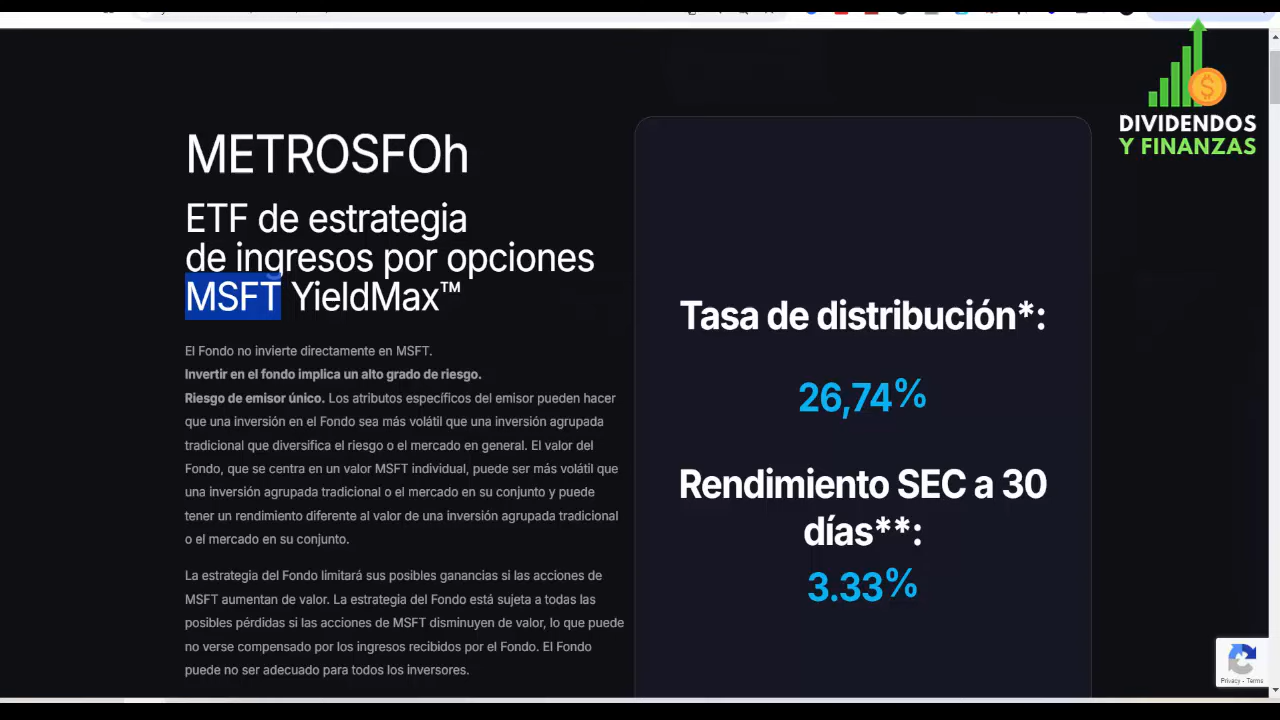 DIVIDENDOS
Y FINANZAS
METROSFOh
ETF de estrategia
de ingresos por opciones
MSFT YieldMax™
El Fondo no invierte directamente en MSFT.
Invertir en el fondo implica un alto grado de riesgo.
Riesgo de emisor único. Los atributos específicos del emisor pueden hacer
que una inversión en el Fondo sea más volátil que una inversión agrupada
tradicional que diversifica el riesgo o el mercado en general. El valor del
Fondo, que se centra en un valor MSFT individual, puede ser más volátil que
una inversión agrupada tradicional o el mercado en su conjunto y puede
tener un rendimiento diferente al valor de una inversión agrupada tradicional
o el mercado en su conjunto.
La estrategia del Fondo limitará sus posibles ganancias si las acciones de
MSFT aumentan de valor. La estrategia del Fondo está sujeta a todas las
posibles pérdidas si las acciones de MSFT disminuyen de valor, lo que puede
no verse compensado por los ingresos recibidos por el Fondo. El Fondo
puede no ser adecuado para todos los inversores.
Tasa de distribución*:
26,74%
Rendimiento SEC a 30
días**:
3.33%
Privacy - Terms